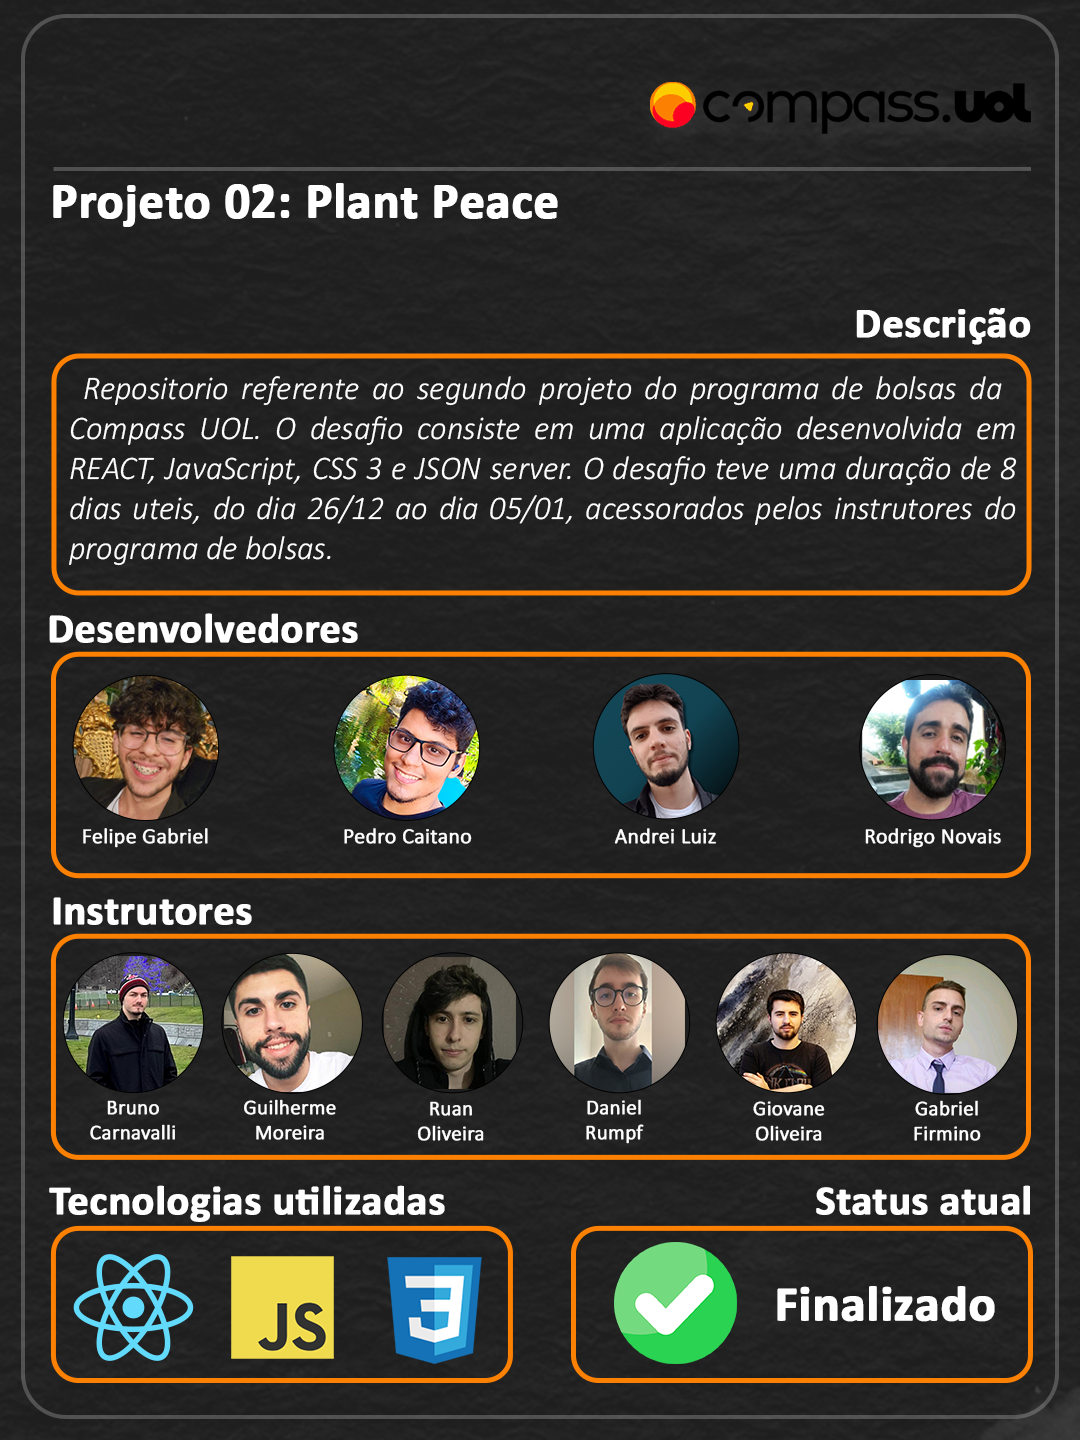 compass.uol
Projeto 02: Plant Peace
Descrição
Repositorio referente ao segundo projeto do programa de bolsas da
Compass UOL. O desafio consiste em uma aplicação desenvolvida em
REACT, JavaScript, CSS 3 e JSON server. O desafio teve uma duração de 8
dias uteis, do dia 26/12 ao dia 05/01, acessorados pelos instrutores do
programa de bolsas.
Desenvolvedores
Felipe Gabriel
Pedro Caitano
Andrei Luiz
Rodrigo Novais
Instrutores
Bruno
Carnavalli
Guilherme
Moreira
Ruan
Oliveira
Daniel
Rumpf
Giovane
Oliveira
Gabriel
Firmino
Tecnologias utilizadas
JS
3
Status atual
Finalizado